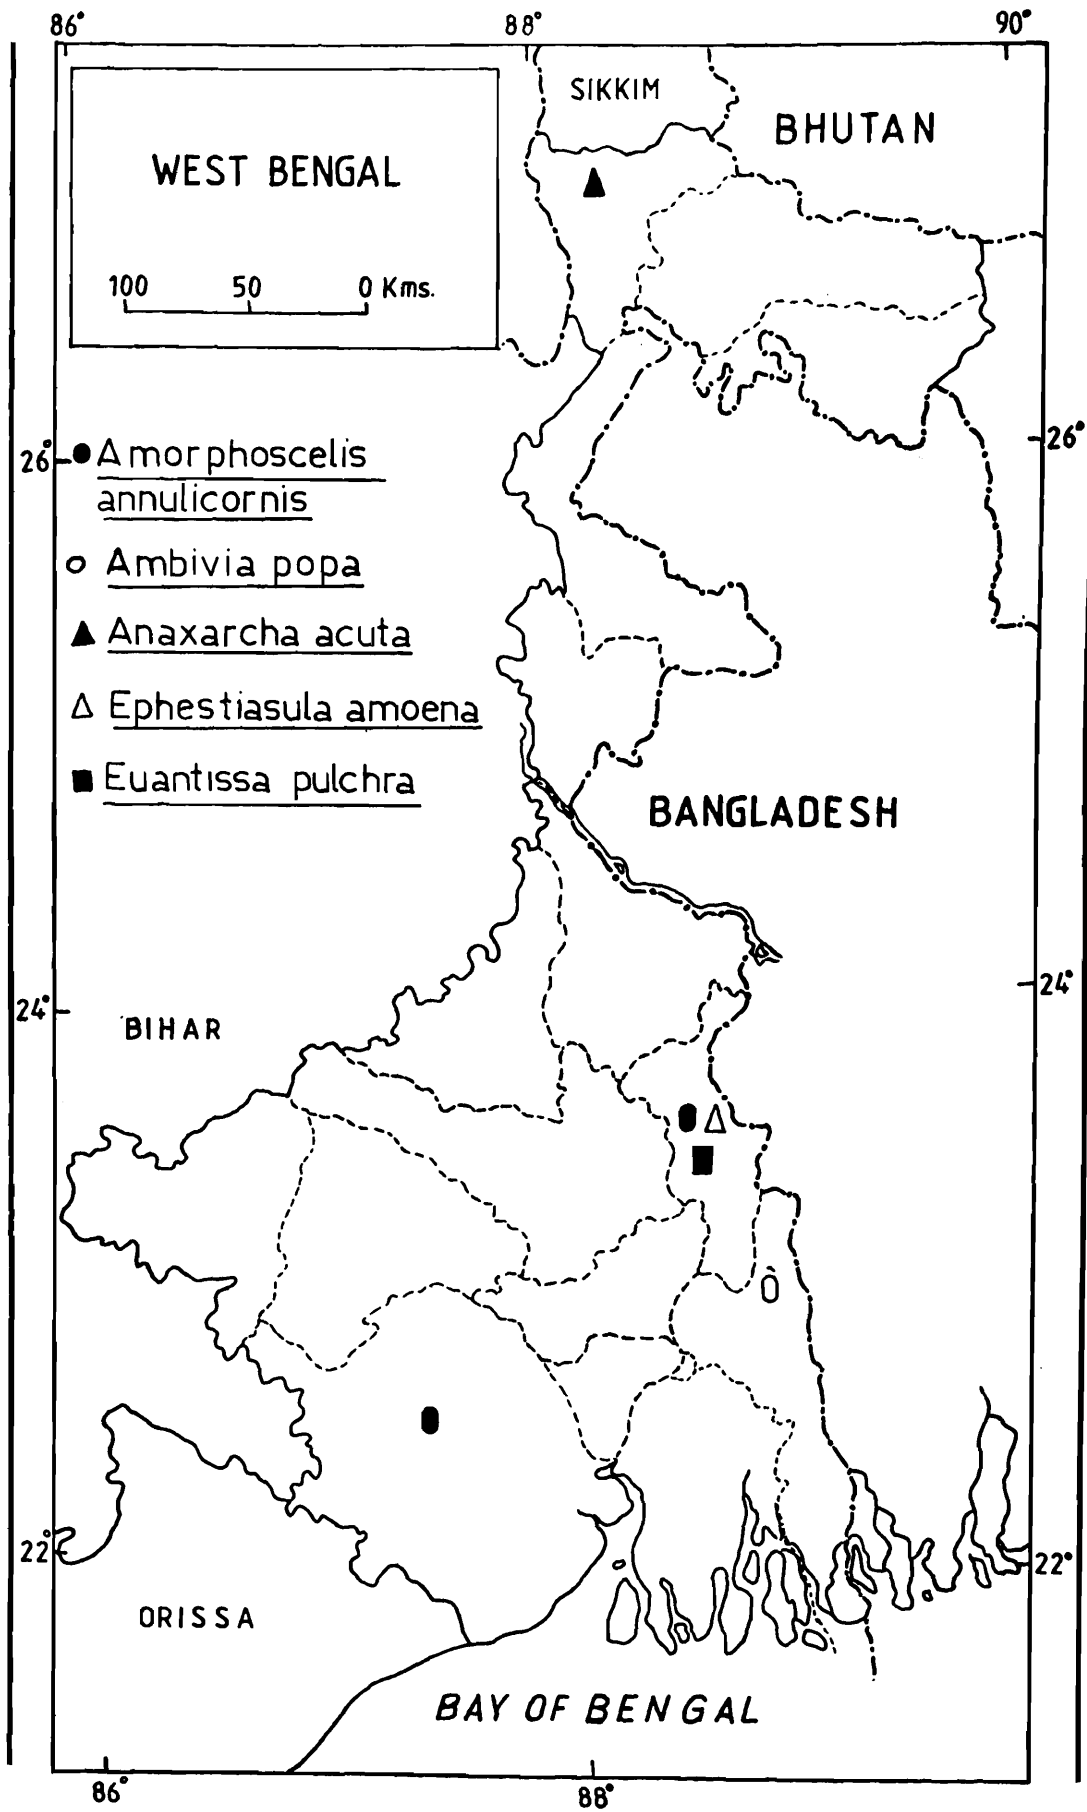 86° 88° 90°
SIKKIM
BHUTAN
WEST BENGAL
100 50 0 Kms.
26° 26°
Amorphoscelis
annulicornis
Ambivia popa
Anaxarcha acuta
Ephestiasula amoena
Euantissa pulchra
BANGLADESH
24° 24°
BIHAR
22° 22°
ORISSA
BAY OF BENGAL
86° 88°